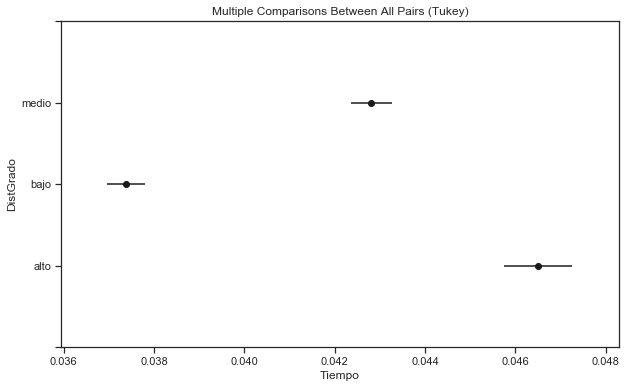 Multiple Comparisons Between All Pairs (Tukey)
medio
bajo
alto
DistGrado
0.036 0.038 0.040 0.042 0.044 0.046 0.048
Tiempo